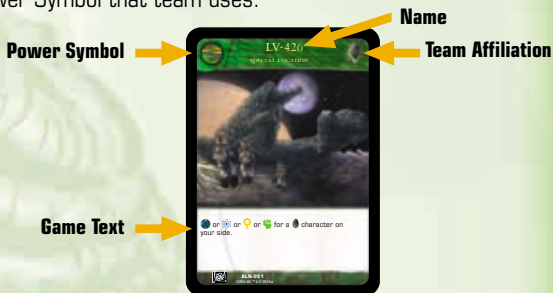 ver Symbol that team uses.
Name
Power Symbol
LV-426
Team Affiliation
SPECIAL LOCATION
Game Text
or or or for a character on
your side.
ALN-051